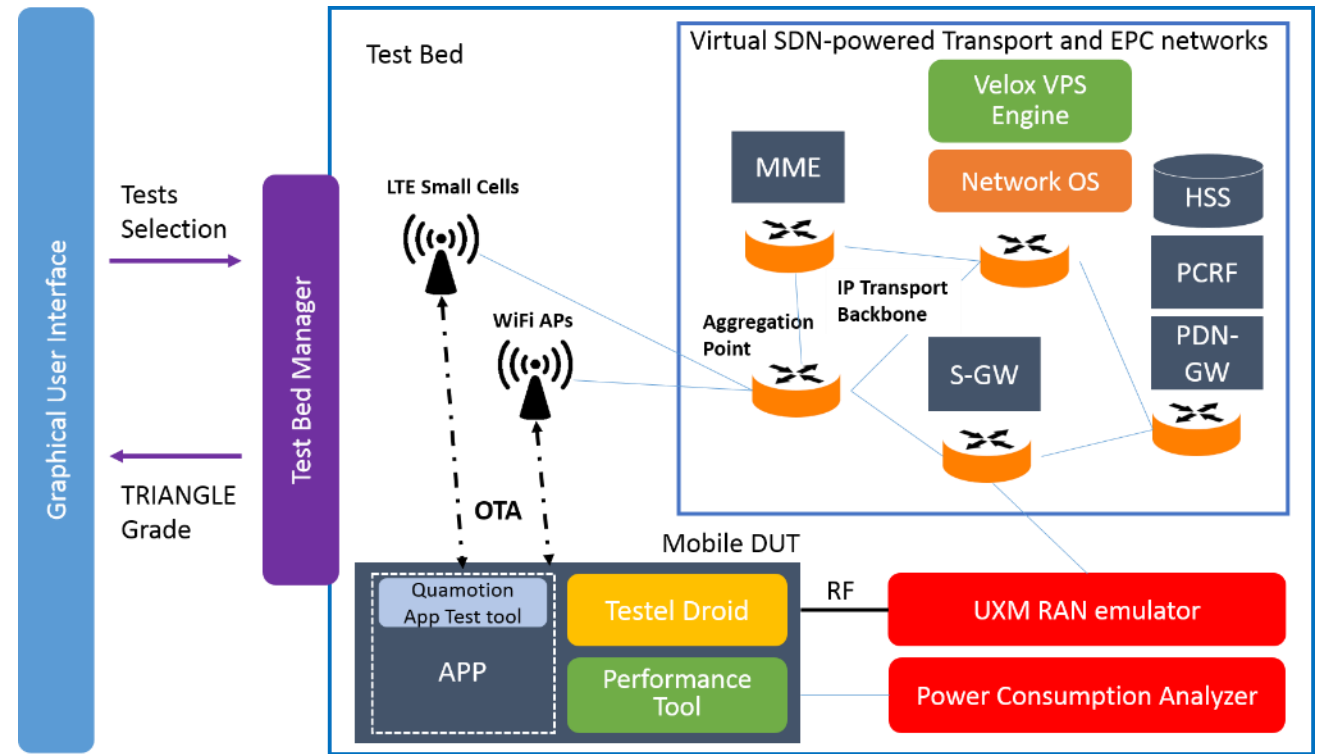 Graphical User Interface
Tests
Selection
TRIANGLE
Grade
Test Bed Manager
Test Bed
Virtual SDN-powered Transport and EPC networks
Velox VPS
Engine
Network OS
MME
HSS
PCRF
PDN-
GW
LTE Small Cells
WiFi APs
Aggregation
Point
IP Transport
Backbone
S-GW
OTA
Mobile DUT
Quamotion
App Test tool
APP
Testel Droid
Performance
Tool
RF
UXM RAN emulator
Power Consumption Analyzer